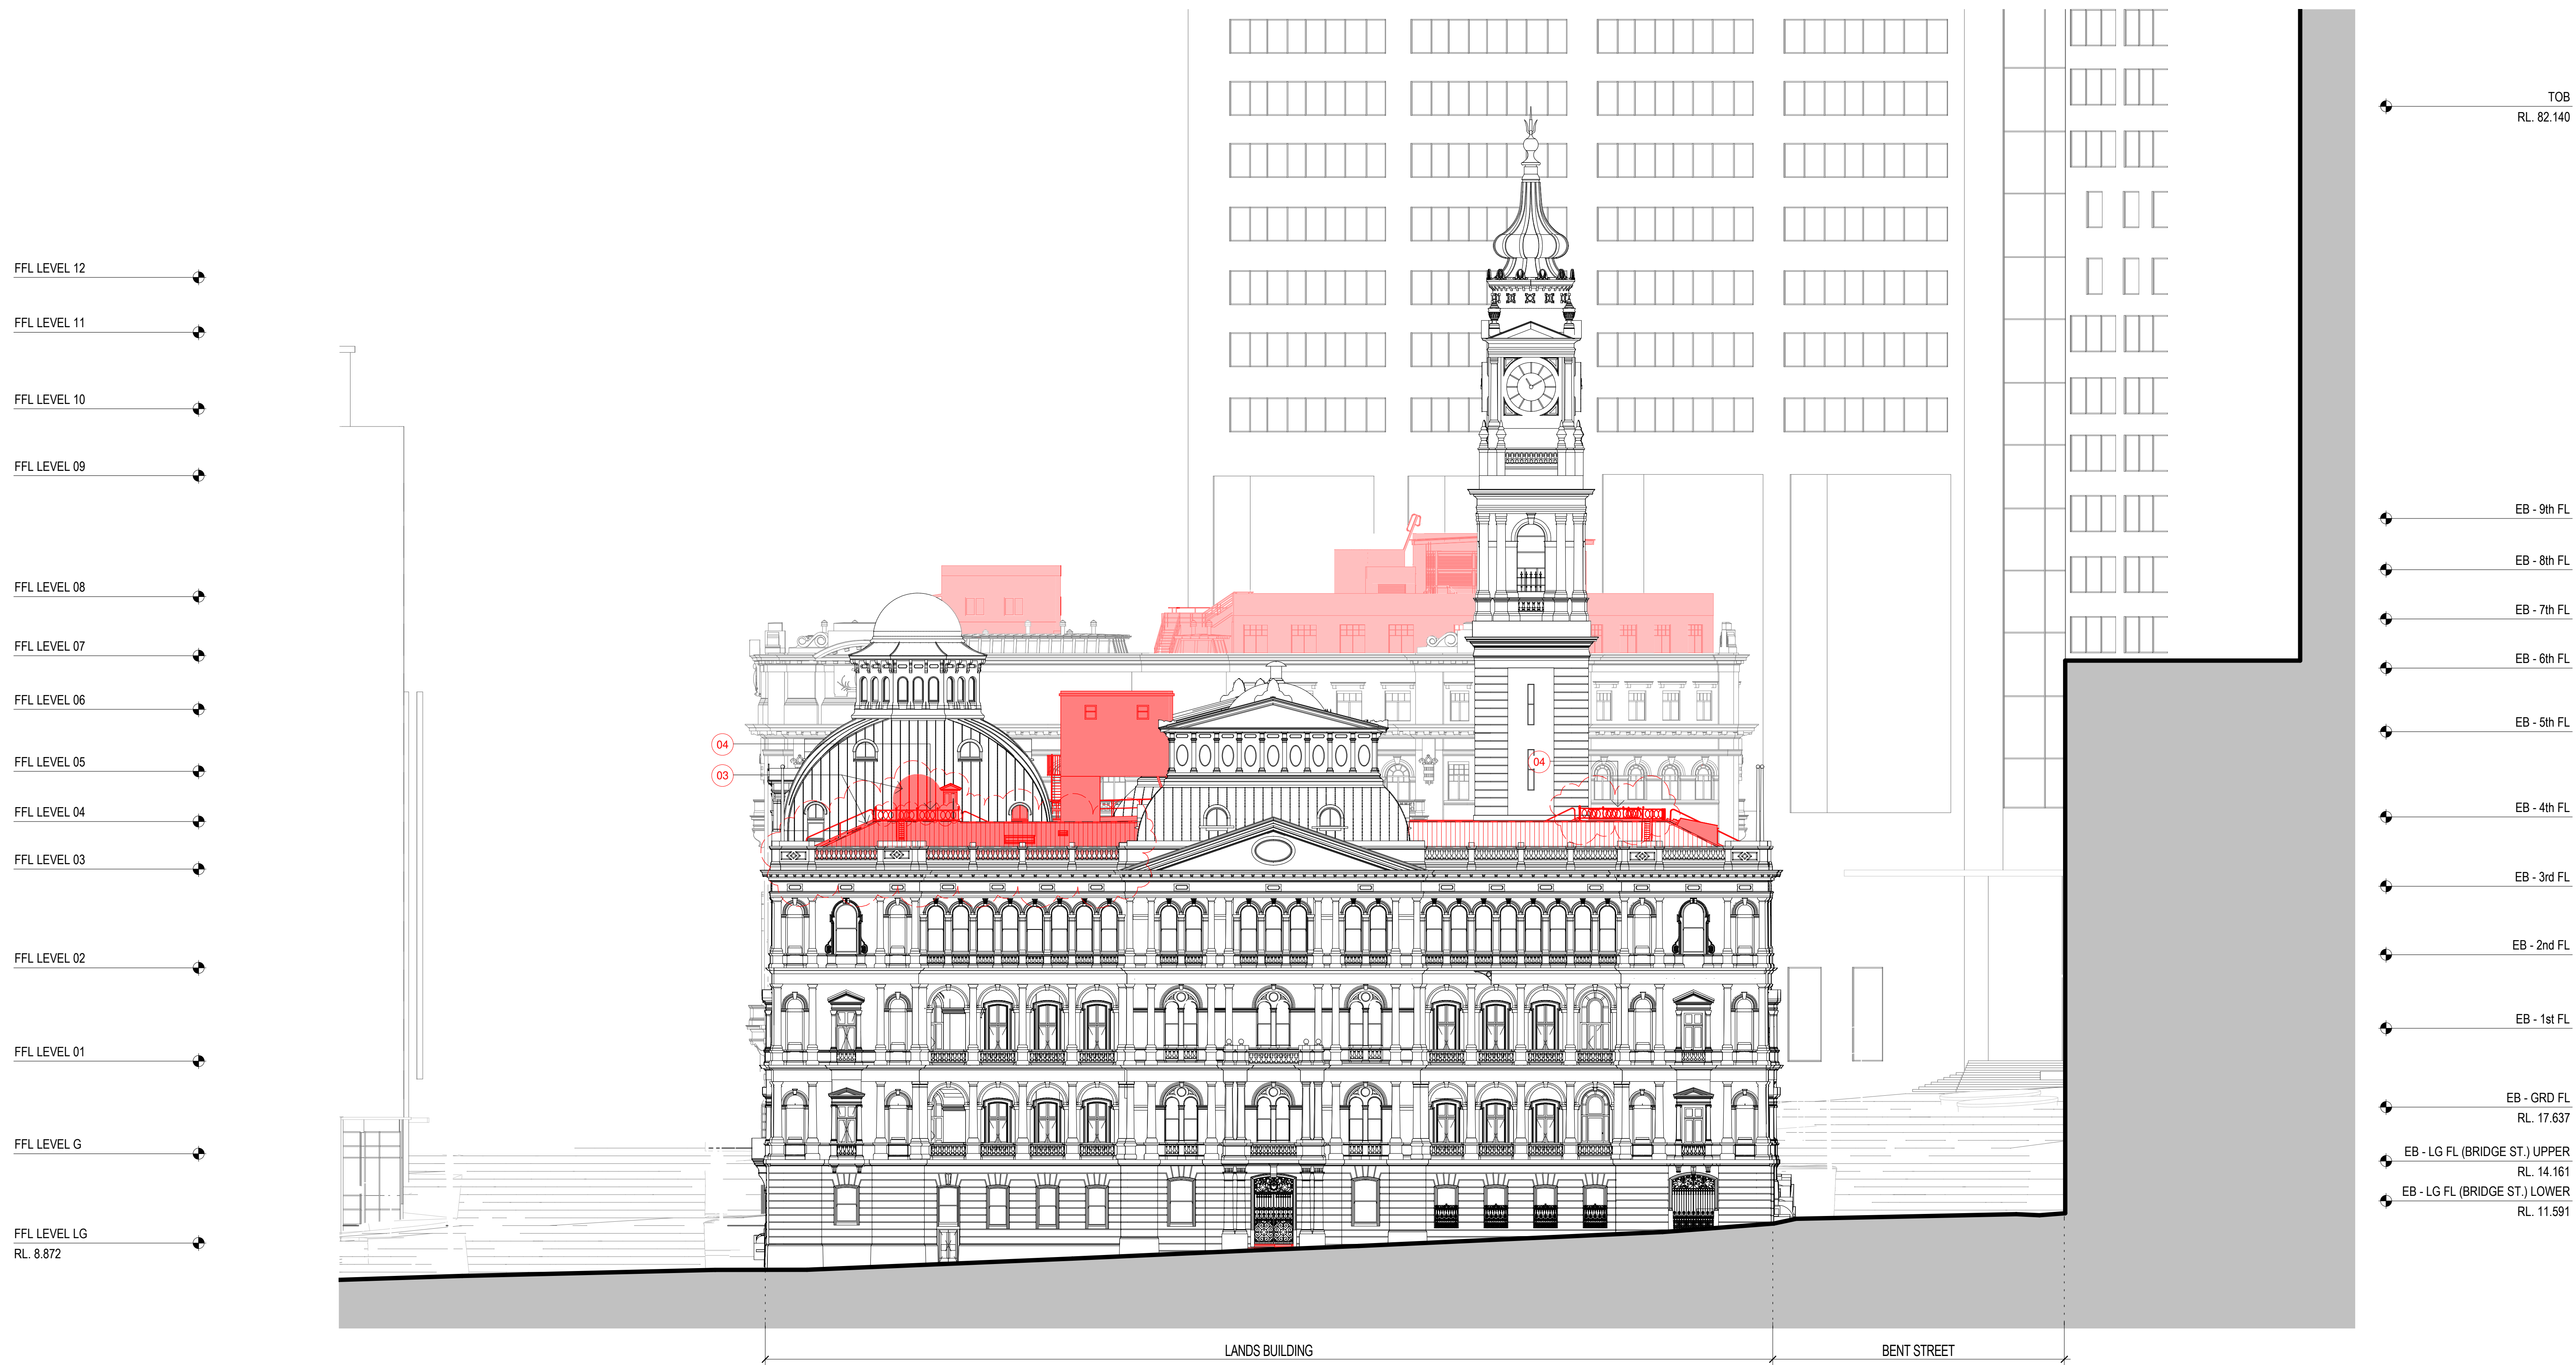 TOB
RL. 82.140
FFL LEVEL 12
FFL LEVEL 11
FFL LEVEL 10
FFL LEVEL 09
FFL LEVEL 08
FFL LEVEL 07
FFL LEVEL 06
FFL LEVEL 05
FFL LEVEL 04
FFL LEVEL 03
FFL LEVEL 02
FFL LEVEL 01
FFL LEVEL G
FFL LEVEL LG
RL. 8.872
04
03
04
EB - 9th FL
EB - 8th FL
EB - 7th FL
EB - 6th FL
EB - 5th FL
EB - 4th FL
EB - 3rd FL
EB - 2nd FL
EB - 1st FL
EB - GRD FL
RL. 17.637
EB - LG FL (BRIDGE ST.) UPPER
RL. 14.161
EB - LG FL (BRIDGE ST.) LOWER
RL. 11.591
LANDS BUILDING
BENT STREET